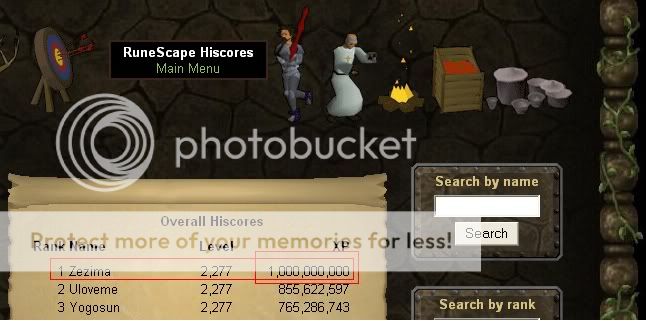 RuneScape Hiscores
Main Menu
photobucket
Search by name
Search
Overall Hiscores
Protect more of your memories for less!
Rank Name Level XP
1 Zezima 2,277 1,000,000,000
2 Uloveme 2,277 855,622,597
3 Yogosun 2,277 765,286,743
Search by rank